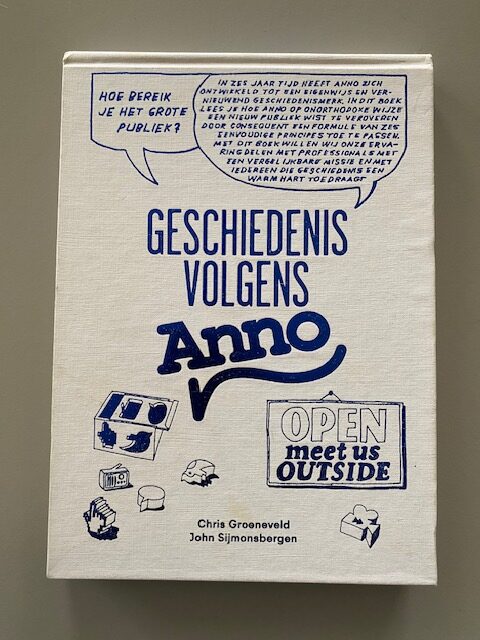 HOE BEREIK
JE HET GROTE
PUBLIEK?
IN ZES JAAR TIJD HEEFT ANNO ZICH
ONTWIKKELD TOT EEN EIGENWIJS EN VER-
NIEUWEND GESCHIEDENISMERK. IN DIT BOEK
LEES JE HOE ANNO OP ONORTHODOXE WIJZE
EEN NIEUW PUBLIEK WIST TE VEROVEREN
DOOR CONSEQUENT EEN FORMULE VAN ZES
EENVOUDIGE PRINCIPES TOE TE PASSEN.
MET DIT BOEK WILLEN WIJ ONZE ERVA-
RING DELEN MET PROFESSIONALS MET
EEN VERGELIJKBARE MISSIE EN MET
IEDEREEN DIE GESCHIEDENIS EEN
WARM HART TOEDRAAGT
GESCHIEDENIS
VOLGENS
Anno
OPEN
meet us
OUTSIDE
Chris Groeneveld
John Sijmonsbergen